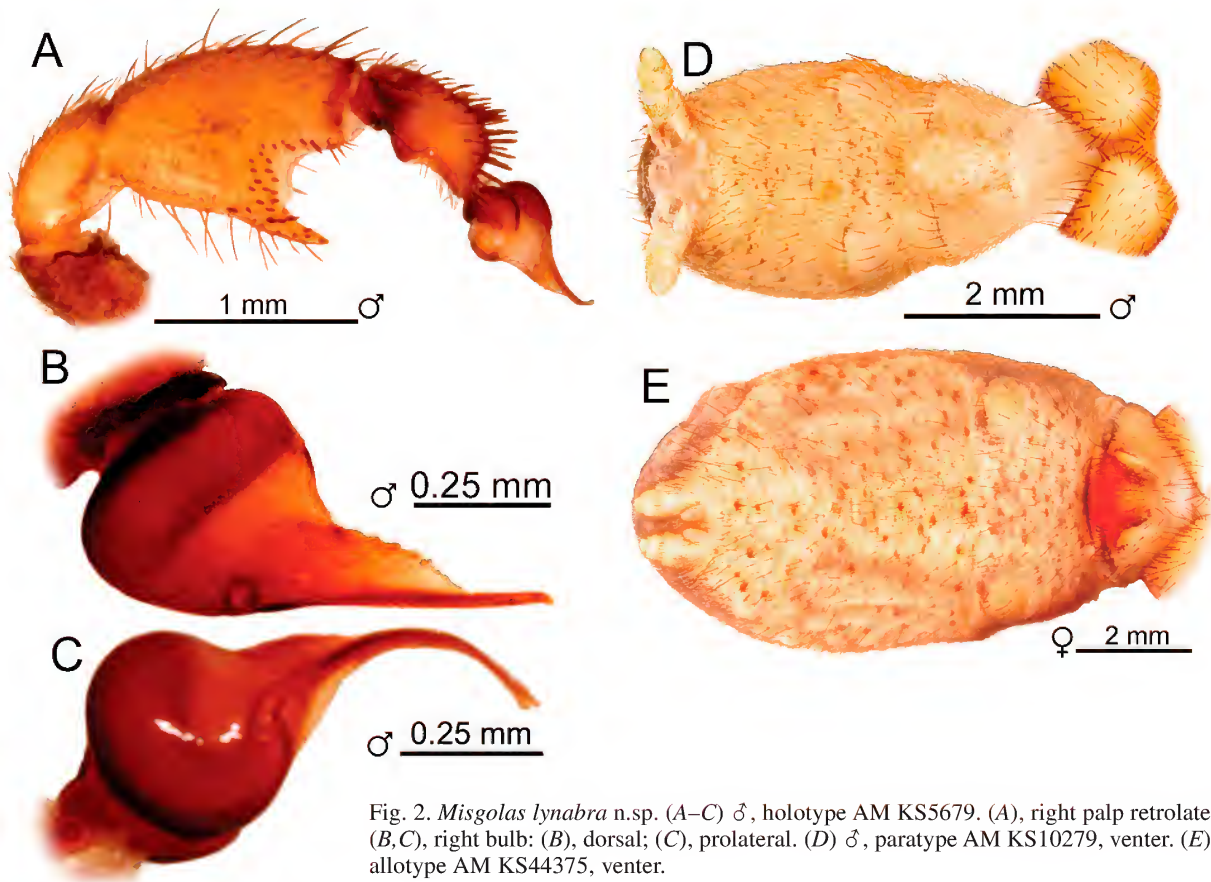 A
1 mm ♂
D
2 mm ♂
B
♂ 0.25 mm
E
♀ 2 mm
C
♂ 0.25 mm
Fig. 2. Misgolas lynabra n.sp. (A–C) ♂, holotype AM KS5679. (A), right palp retrolate
(B,C), right bulb: (B), dorsal; (C), prolateral. (D) ♂, paratype AM KS10279, venter. (E)
allotype AM KS44375, venter.